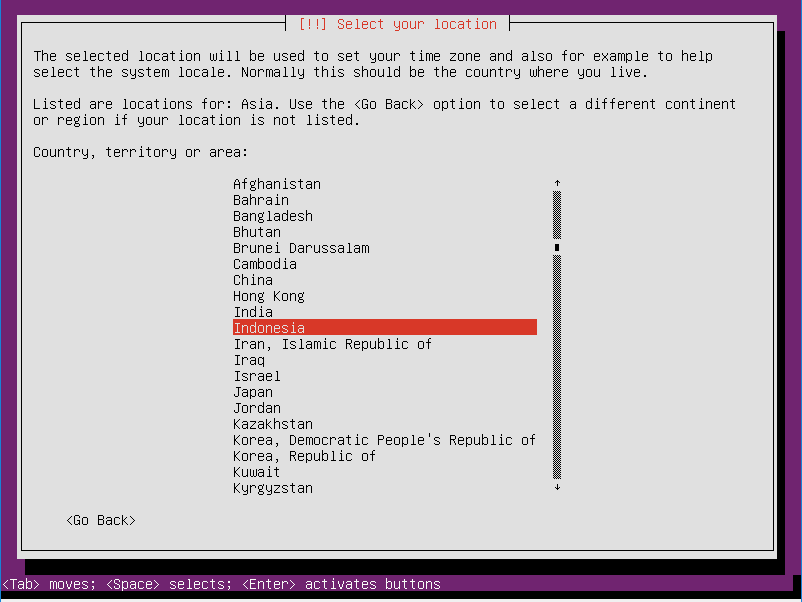 [!!] Select your location
The selected location will be used to set your time zone and also for example to help
select the system locale. Normally this should be the country where you live.
Listed are locations for: Asia. Use the <Go Back> option to select a different continent
or region if your location is not listed.
Country, territory or area:
Afghanistan
Bahrain
Bangladesh
Bhutan
Brunei Darussalam
Cambodia
China
Hong Kong
India
Indonesia
Iran, Islamic Republic of
Iraq
Israel
Japan
Jordan
Kazakhstan
Korea, Democratic People's Republic of
Korea, Republic of
Kuwait
Kyrgyzstan
<Go Back>
<Tab> moves; <Space> selects; <Enter> activates buttons